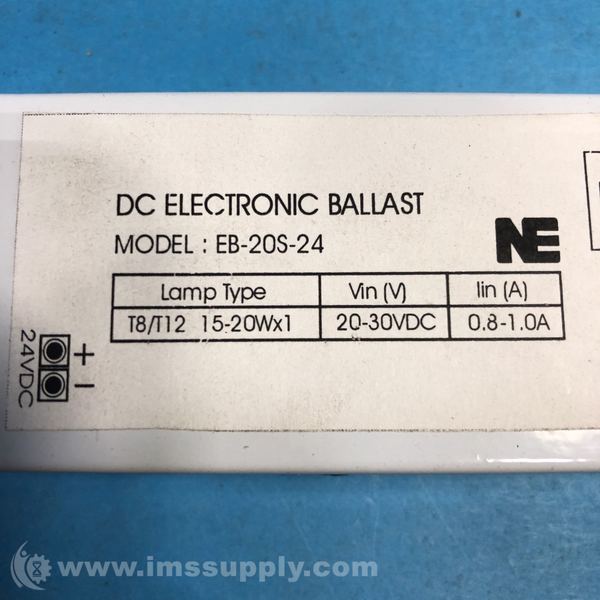 DC ELECTRONIC BALLAST
MODEL : EB-20S-24
NE
Lamp Type Vin (V) Iin (A)
T8/T12 15-20Wx1 20-30VDC 0.8-1.0A
+
−
24VDC
www.imssupply.com